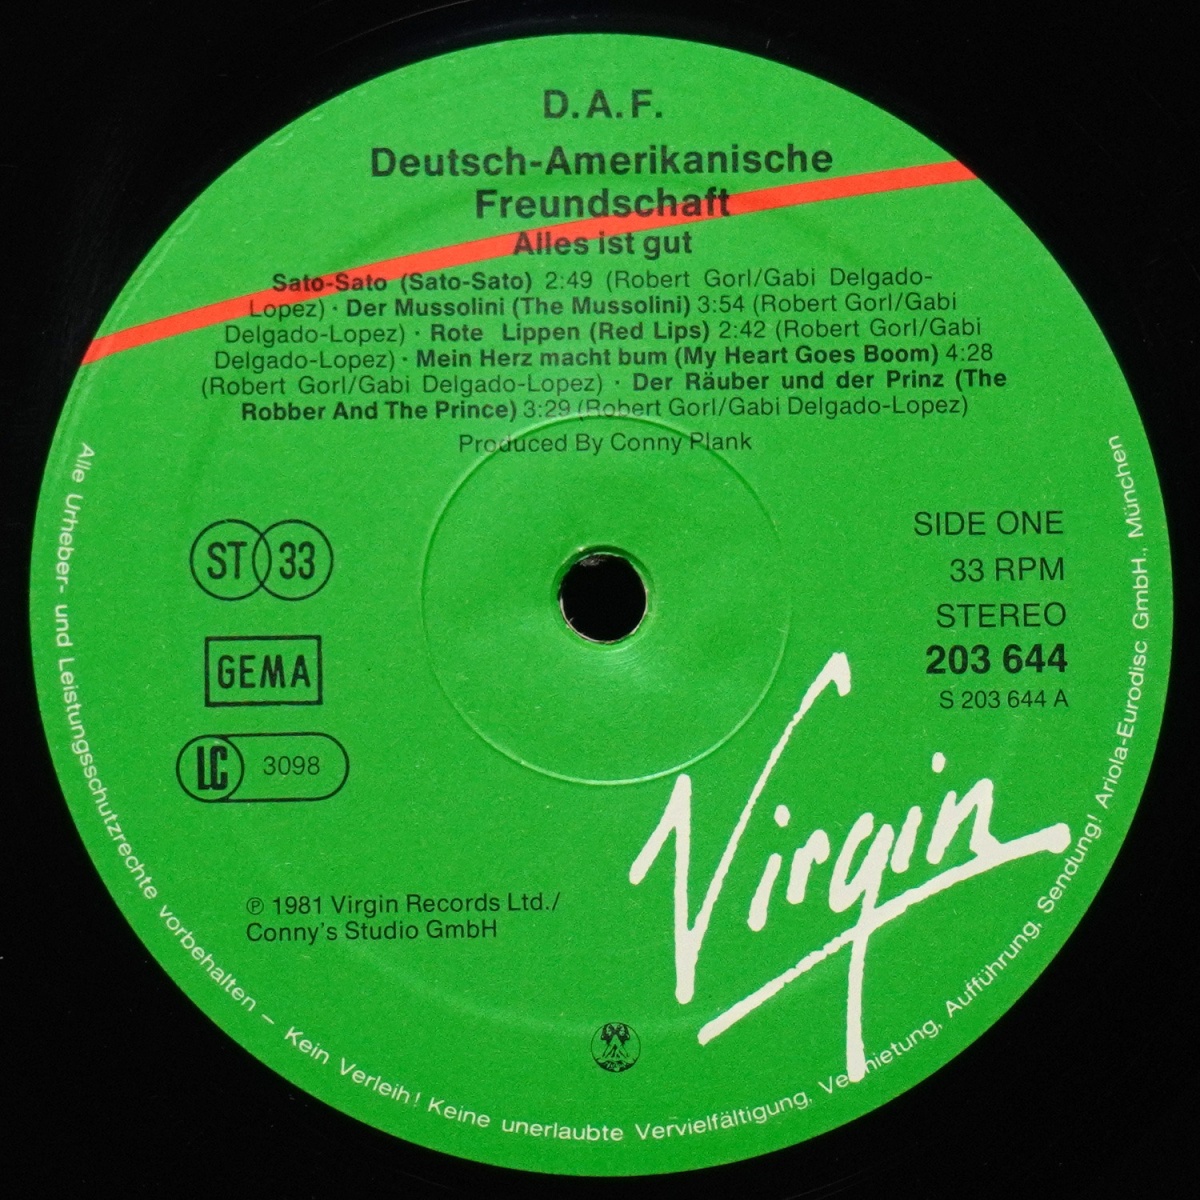 D.A.F.
Deutsch-Amerikanische
Freundschaft
Alles ist gut
Sato-Sato (Sato-Sato) 2:49 (Robert Gorl/Gabi Delgado-
Lopez) · Der Mussolini (The Mussolini) 3:54 (Robert Gorl/Gabi
Delgado-Lopez) · Rote Lippen (Red Lips) 2:42 (Robert Gorl/Gabi
Delgado-Lopez) · Mein Herz macht bum (My Heart Goes Boom) 4:28
(Robert Gorl/Gabi Delgado-Lopez) · Der Räuber und der Prinz (The
Robber And The Prince) 3:29 (Robert Gorl/Gabi Delgado-Lopez)
Produced By Conny Plank
ST 33
GEMA
LC 3098
SIDE ONE
33 RPM
STEREO
203 644
S 203 644 A
Virgin
℗ 1981 Virgin Records Ltd./
Conny's Studio GmbH
Alle Urheber- und Leistungsschutzrechte vorbehalten – Kein Verleih! Keine unerlaubte Vervielfältigung, Vermietung, Aufführung, Sendung! Ariola-Eurodisc GmbH., München